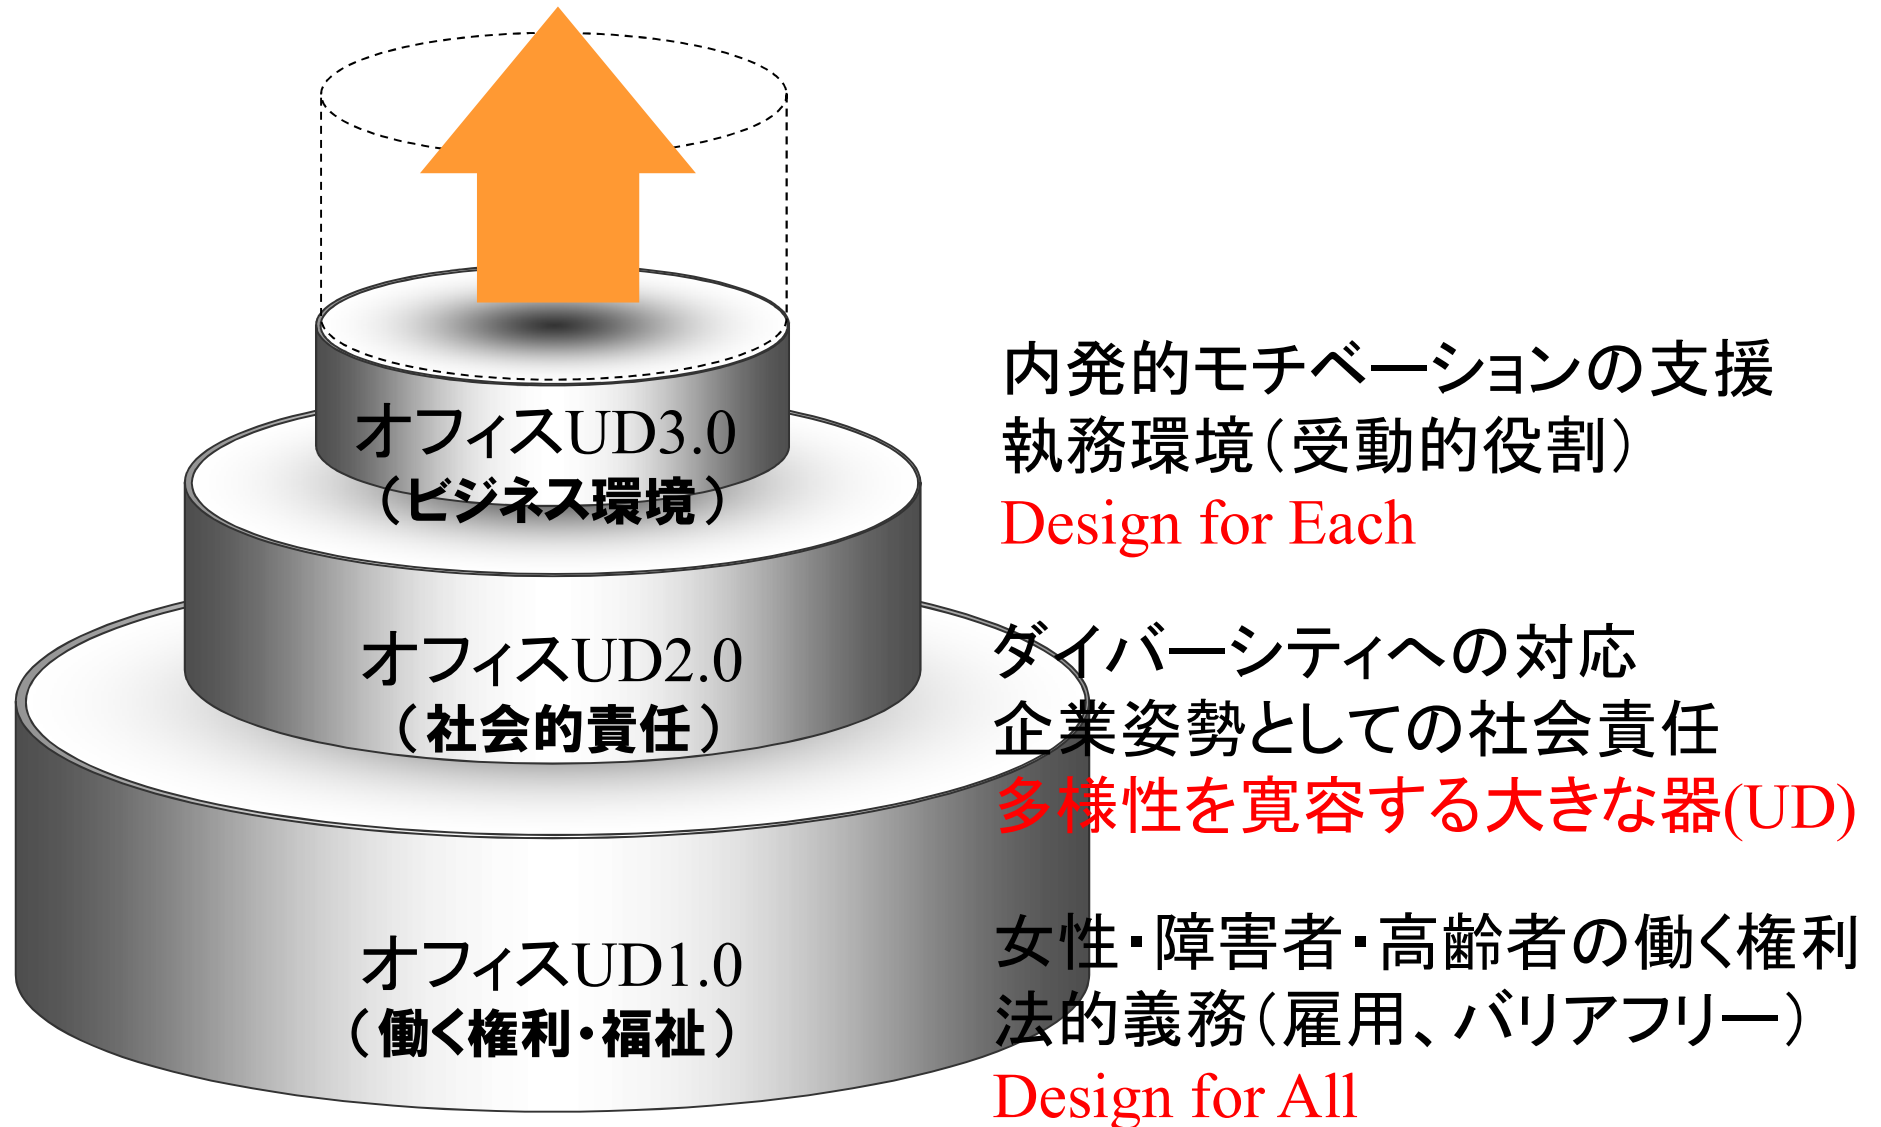 オフィスUD3.0
（ビジネス環境）
内発的モチベーションの支援
執務環境（受動的役割）
Design for Each
オフィスUD2.0
（社会的責任）
ダイバーシティへの対応
企業姿勢としての社会責任
多様性を寛容する大きな器(UD)
オフィスUD1.0
（働く権利・福祉）
女性・障害者・高齢者の働く権利
法的義務（雇用、バリアフリー）
Design for All